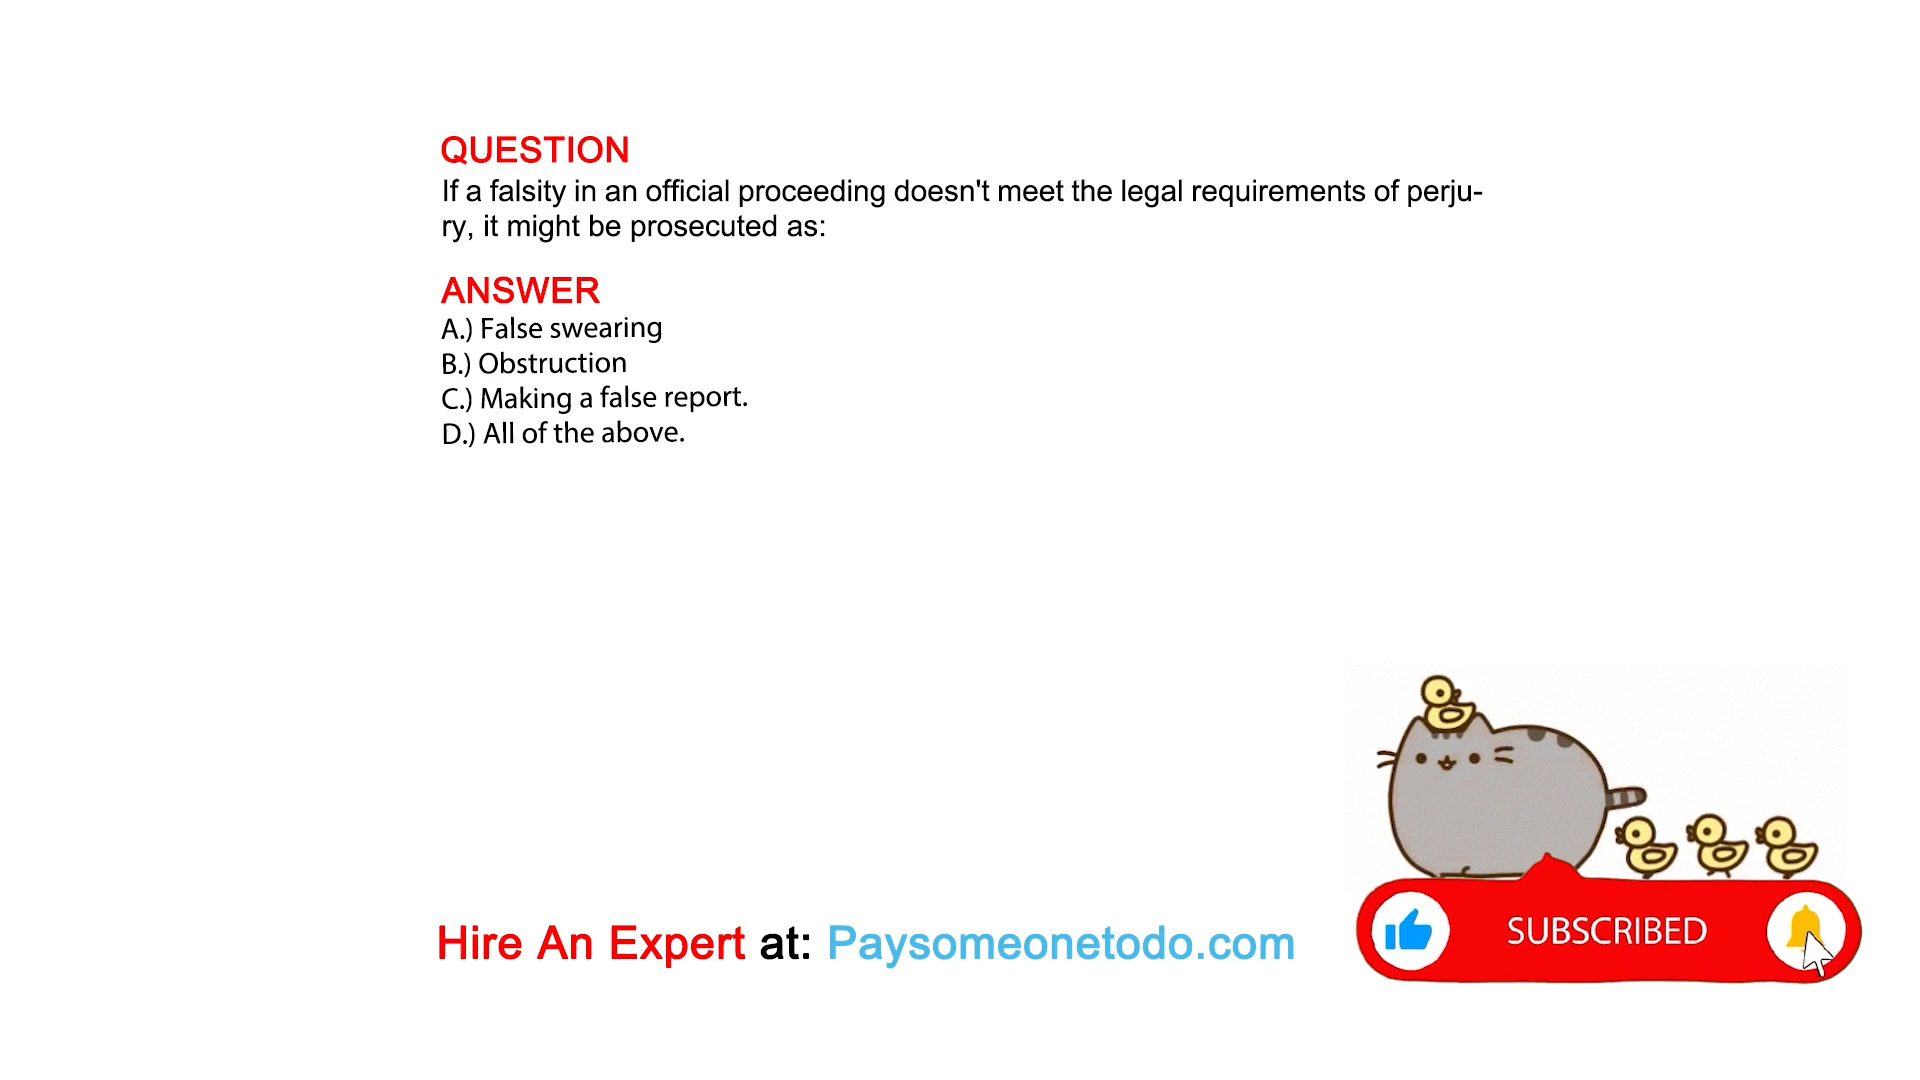 QUESTION
If a falsity in an official proceeding doesn't meet the legal requirements of perju-
ry, it might be prosecuted as:
ANSWER
A.) False swearing
B.) Obstruction
C.) Making a false report.
D.) All of the above.
Hire An Expert at: Paysomeonetodo.com
SUBSCRIBED